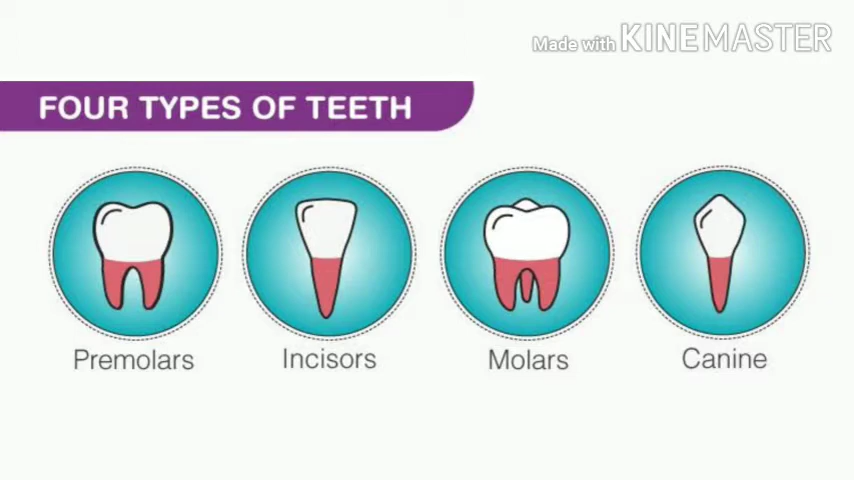 Made with KINEMASTER
FOUR TYPES OF TEETH
Premolars
Incisors
Molars
Canine